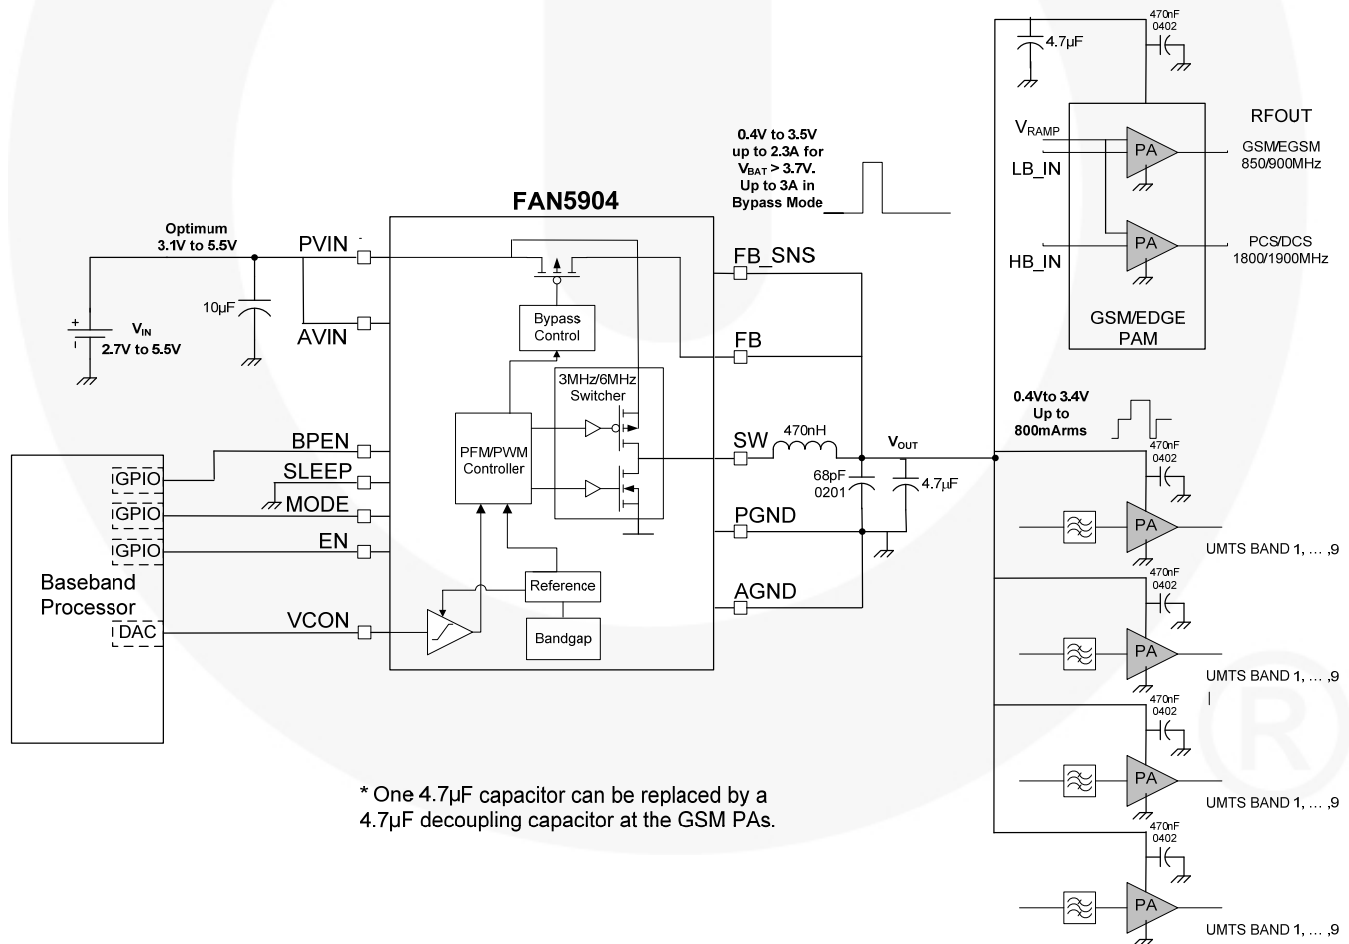 FAN5904
Optimum
3.1V to 5.5V
PVIN
10µF
AVIN
+
-
VIN
2.7V to 5.5V
Bypass
Control
3MHz/6MHz
Switcher
PFM/PWM
Controller
Reference
Bandgap
BPEN
SLEEP
MODE
EN
VCON
GPIO
GPIO
GPIO
DAC
Baseband
Processor
0.4V to 3.5V
up to 2.3A for
VBAT > 3.7V.
Up to 3A in
Bypass Mode
FB_SNS
FB
SW
470nH
VOUT
68pF
0201
4.7µF
PGND
AGND
4.7µF
470nF
0402
VRAMP
LB_IN
HB_IN
PA
PA
GSM/EDGE
PAM
RFOUT
GSM/EGSM
850/900MHz
PCS/DCS
1800/1900MHz
0.4Vto 3.4V
Up to
800mArms
470nF
0402
PA
UMTS BAND 1, ... ,9
470nF
0402
PA
UMTS BAND 1, ... ,9
470nF
0402
PA
UMTS BAND 1, ... ,9
470nF
0402
PA
UMTS BAND 1, ... ,9
* One 4.7µF capacitor can be replaced by a
4.7µF decoupling capacitor at the GSM PAs.
®